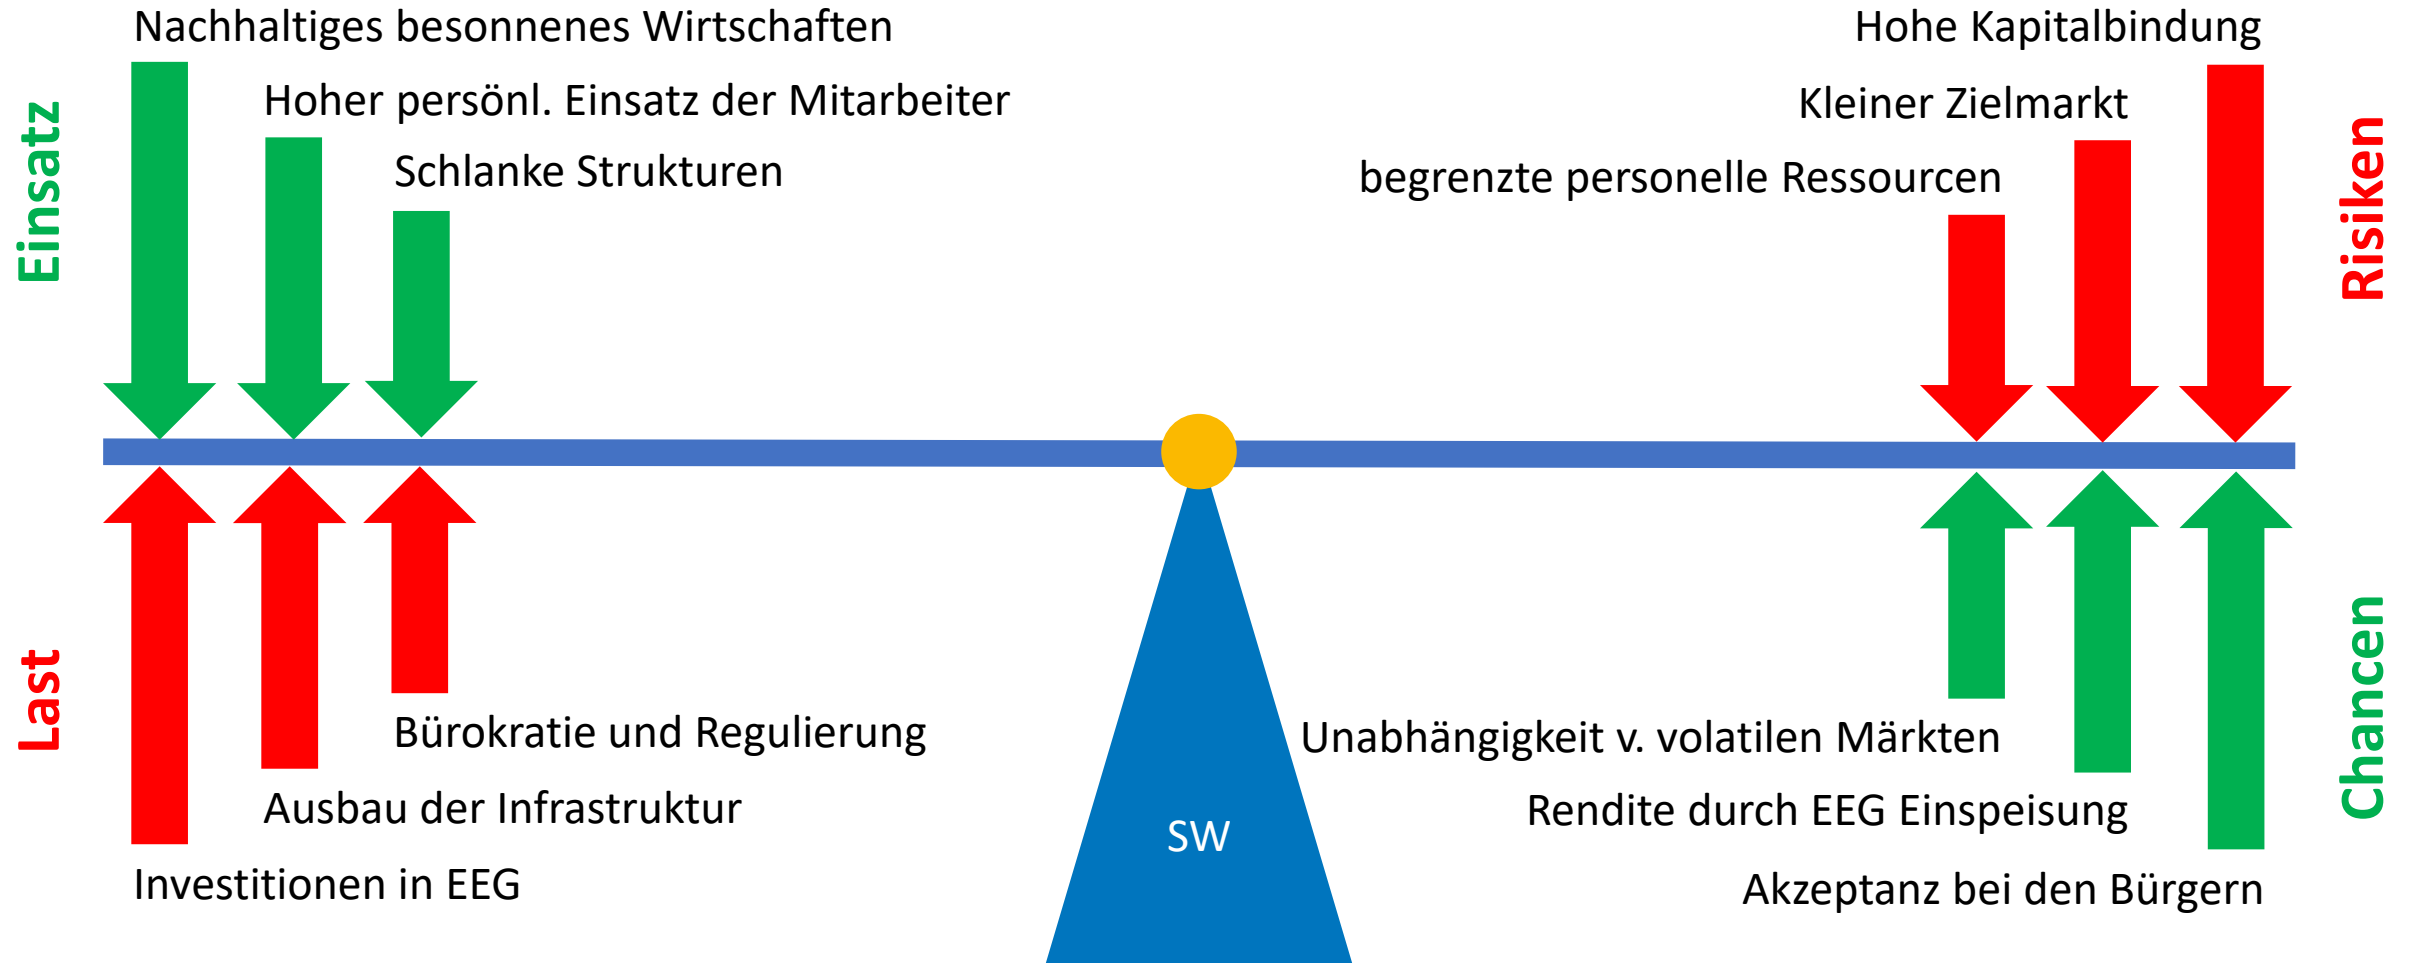 Nachhaltiges besonnenes Wirtschaften
Hoher persönl. Einsatz der Mitarbeiter
Schlanke Strukturen
Einsatz
Hohe Kapitalbindung
Kleiner Zielmarkt
begrenzte personelle Ressourcen
Risiken
Last
Bürokratie und Regulierung
Ausbau der Infrastruktur
Investitionen in EEG
SW
Unabhängigkeit v. volatilen Märkten
Rendite durch EEG Einspeisung
Akzeptanz bei den Bürgern
Chancen